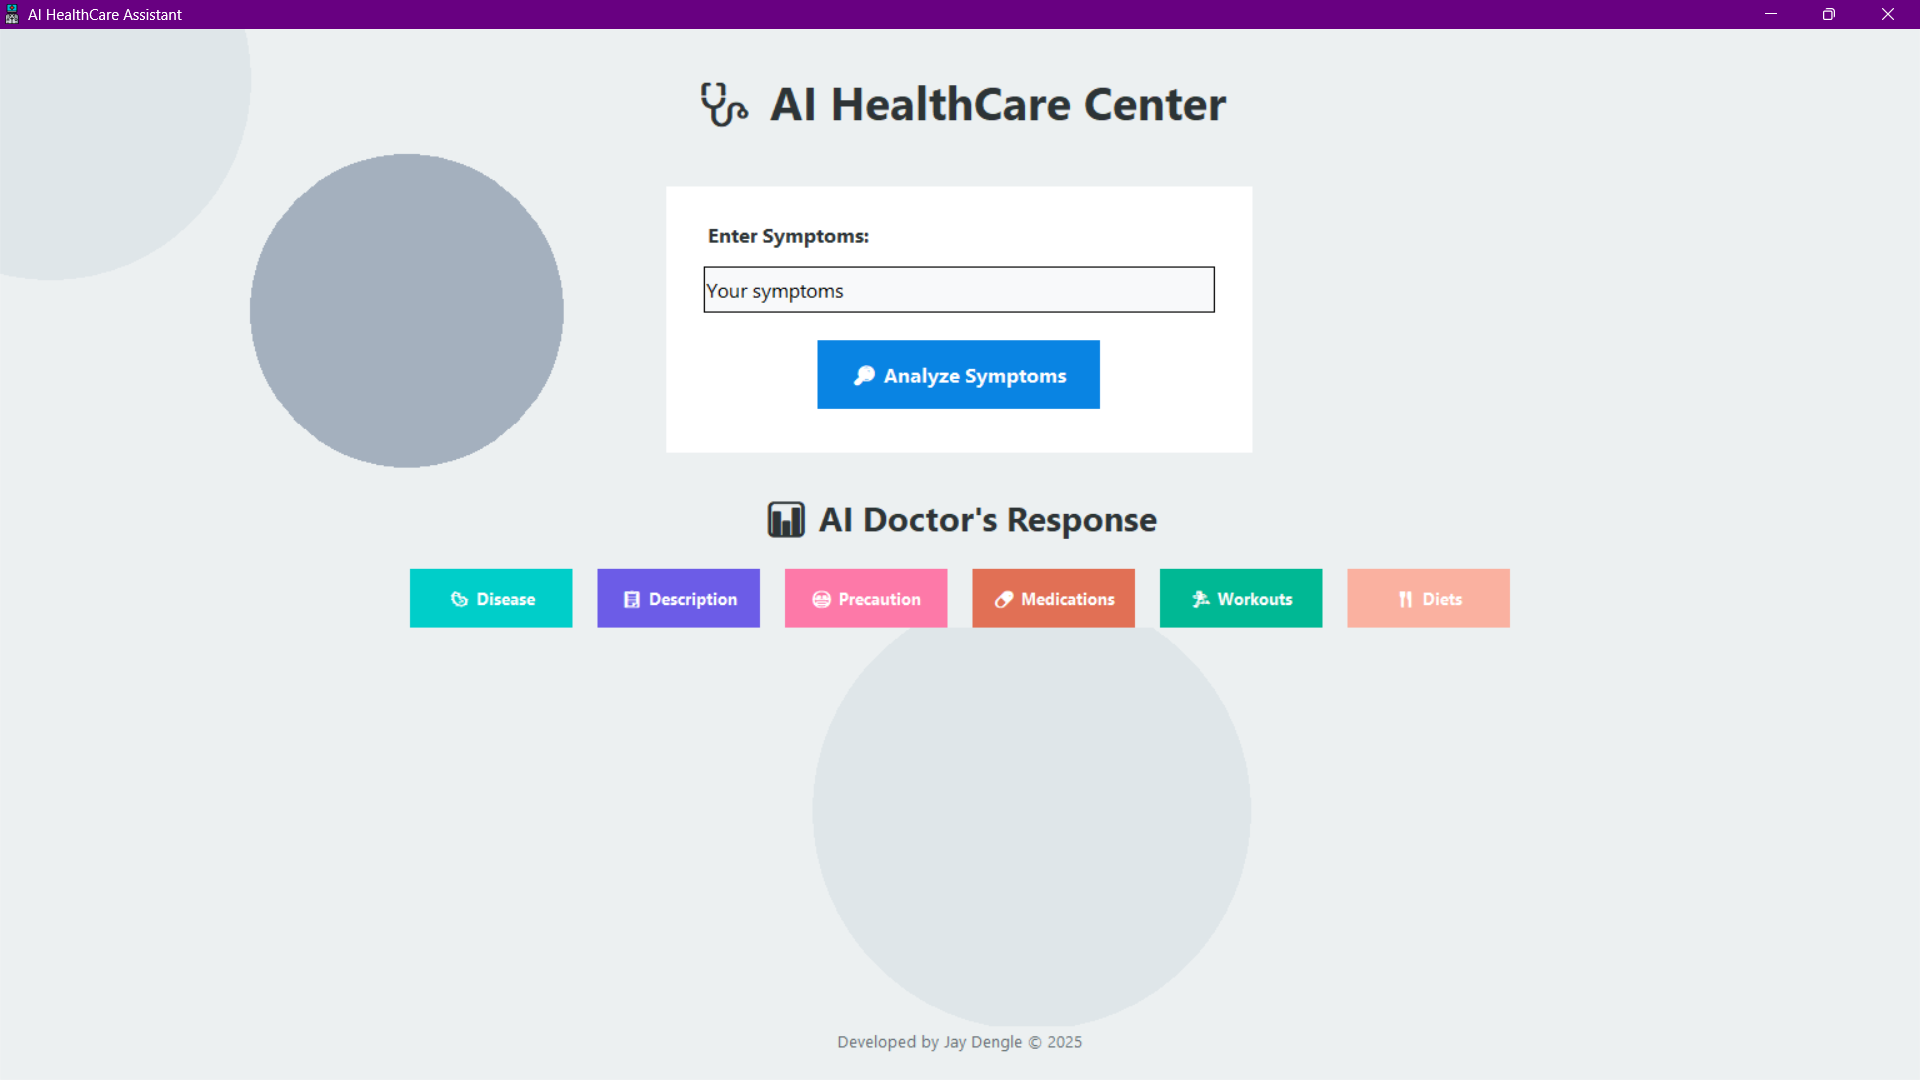 AI HealthCare Assistant
AI HealthCare Center
Enter Symptoms:
Your symptoms
Analyze Symptoms
AI Doctor's Response
Disease
Description
Precaution
Medications
Workouts
Diets
Developed by Jay Dengle © 2025